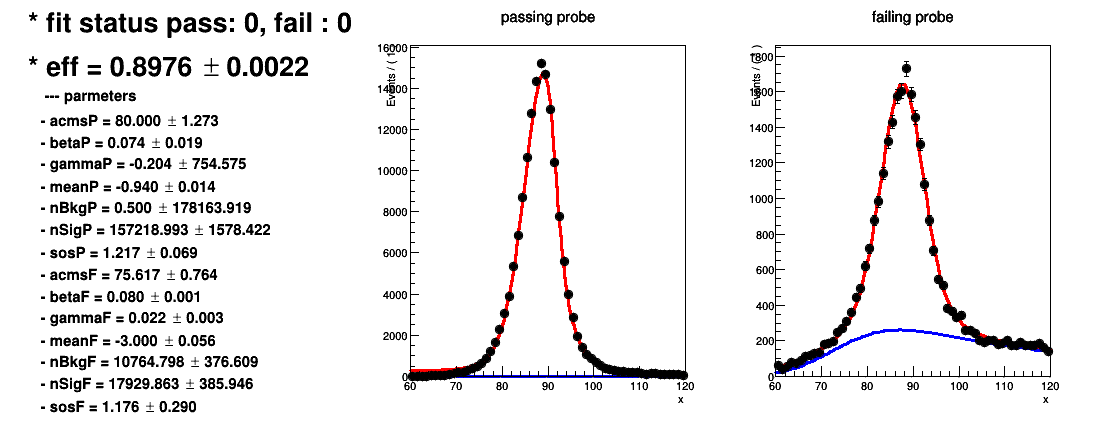 * fit status pass: 0, fail : 0
* eff = 0.8976 ± 0.0022
--- parmeters
- acmsP = 80.000 ± 1.273
- betaP = 0.074 ± 0.019
- gammaP = -0.204 ± 754.575
- meanP = -0.940 ± 0.014
- nBkgP = 0.500 ± 178163.919
- nSigP = 157218.993 ± 1578.422
- sosP = 1.217 ± 0.069
- acmsF = 75.617 ± 0.764
- betaF = 0.080 ± 0.001
- gammaF = 0.022 ± 0.003
- meanF = -3.000 ± 0.056
- nBkgF = 10764.798 ± 376.609
- nSigF = 17929.863 ± 385.946
- sosF = 1.176 ± 0.290
passing probe
Events / ( 1 )
16000
14000
12000
10000
8000
6000
4000
2000
0
60 70 80 90 100 110 120
x
failing probe
Events / ( 1 )
1800
1600
1400
1200
1000
800
600
400
200
0
60 70 80 90 100 110 120
x